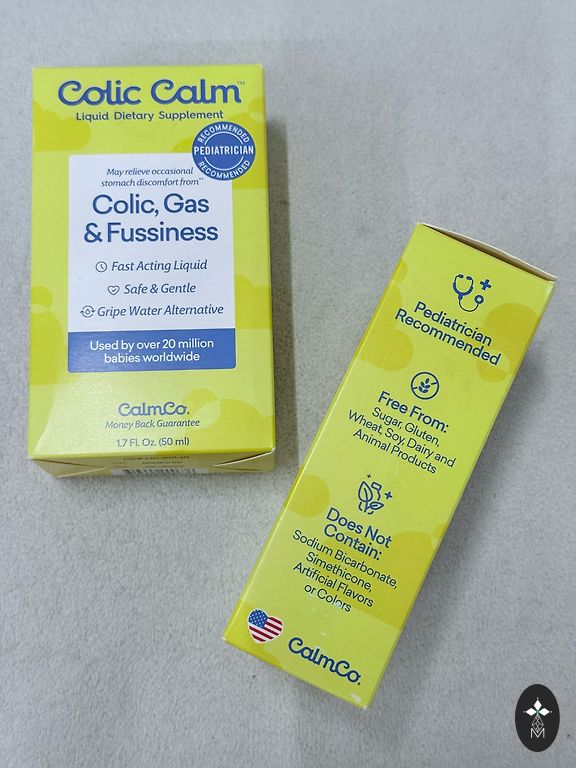 Colic Calm™
Liquid Dietary Supplement
RECOMMENDED
PEDIATRICIAN
RECOMMENDED
May relieve occasional
stomach discomfort from**
Colic, Gas
& Fussiness
Fast Acting Liquid
Safe & Gentle
Gripe Water Alternative
Used by over 20 million
babies worldwide
CalmCo.
Money Back Guarantee
1.7 Fl. Oz. (50 ml)
Pediatrician
Recommended
Free From:
Sugar, Gluten,
Wheat, Soy, Dairy and
Animal Products
Does Not
Contain:
Sodium Bicarbonate,
Simethicone,
Artificial Flavors
or Colors
CalmCo.
M